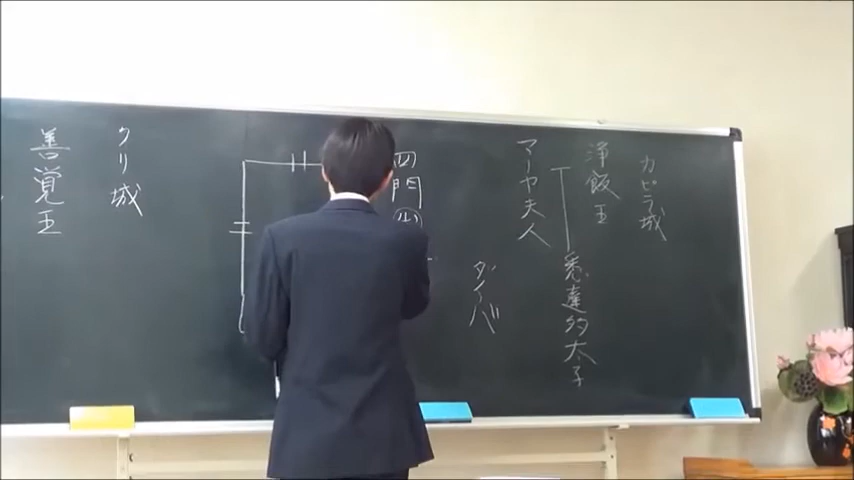 カピラ城
浄飯王
マーヤ夫人
悉達多太子
ダイバ
四門出
クリ城
善覚王